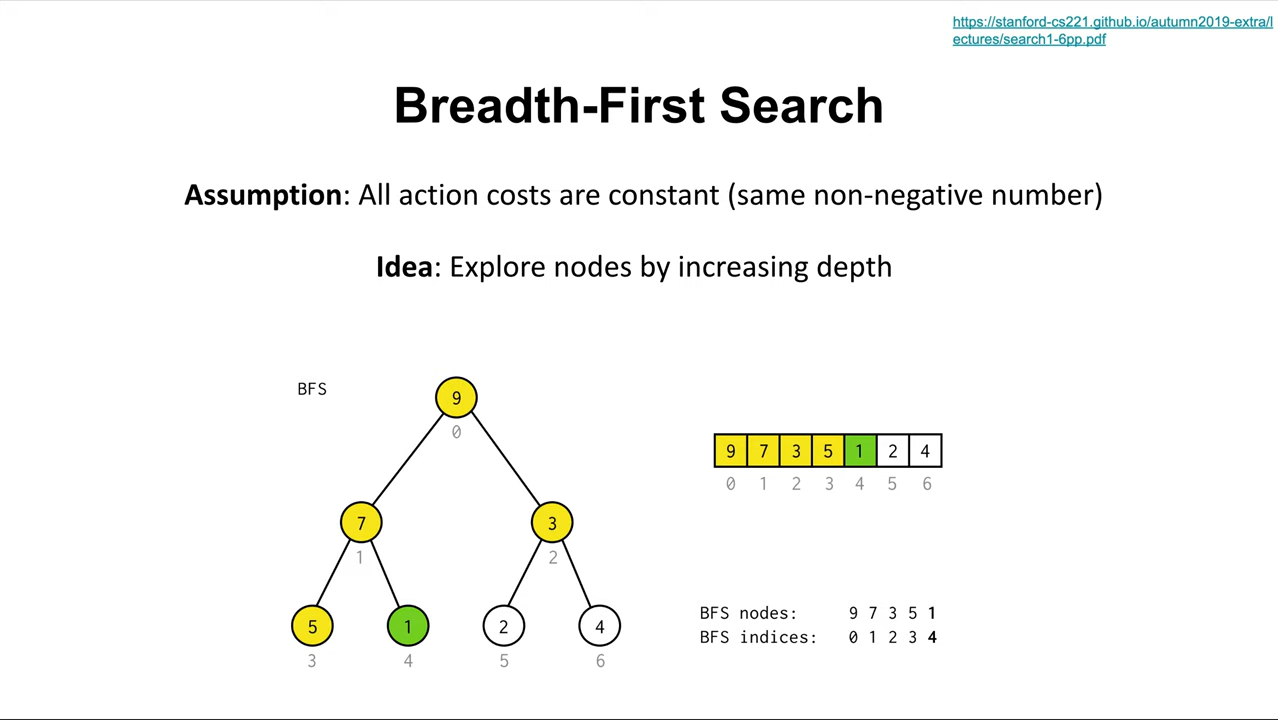 https://stanford-cs221.github.io/autumn2019-extra/l
ectures/search1-6pp.pdf
Breadth-First Search
Assumption: All action costs are constant (same non-negative number)
Idea: Explore nodes by increasing depth
BFS
9
0
7
3
1
2
5
1
2
4
3
4
5
6
9 7 3 5 1 2 4
0 1 2 3 4 5 6
BFS nodes: 9 7 3 5 1
BFS indices: 0 1 2 3 4